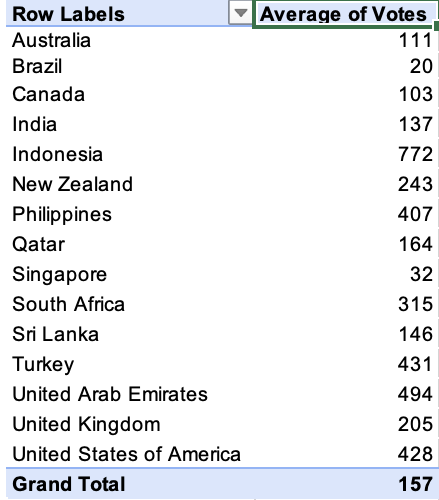 Row Labels Average of Votes
Australia 111
Brazil 20
Canada 103
India 137
Indonesia 772
New Zealand 243
Philippines 407
Qatar 164
Singapore 32
South Africa 315
Sri Lanka 146
Turkey 431
United Arab Emirates 494
United Kingdom 205
United States of America 428
Grand Total 157